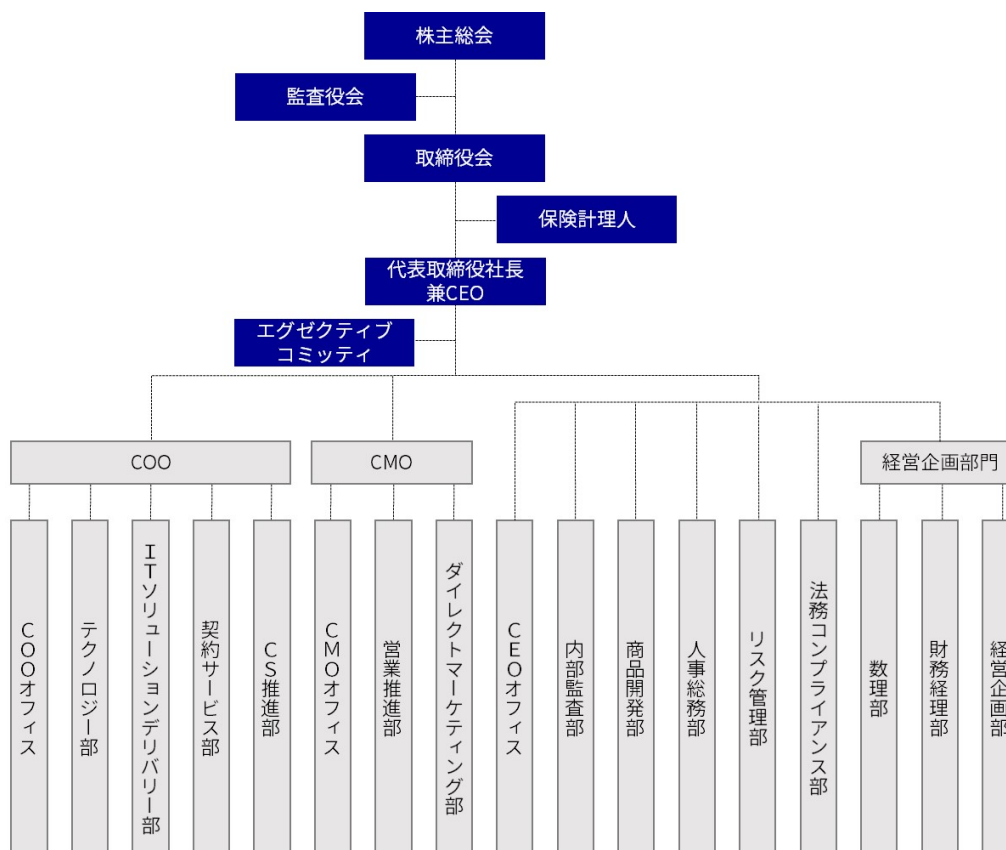 株主総会
監査役会
取締役会
保険計理人
代表取締役社長
兼CEO
エグゼクティブ
コミッティ
COO
CMO
経営企画部門
COOオフィス
テクノロジー部
ITソリューションデリバリー部
契約サービス部
CS推進部
CMOオフィス
営業推進部
ダイレクトマーケティング部
CEOオフィス
内部監査部
商品開発部
人事総務部
リスク管理部
法務コンプライアンス部
数理部
財務経理部
経営企画部